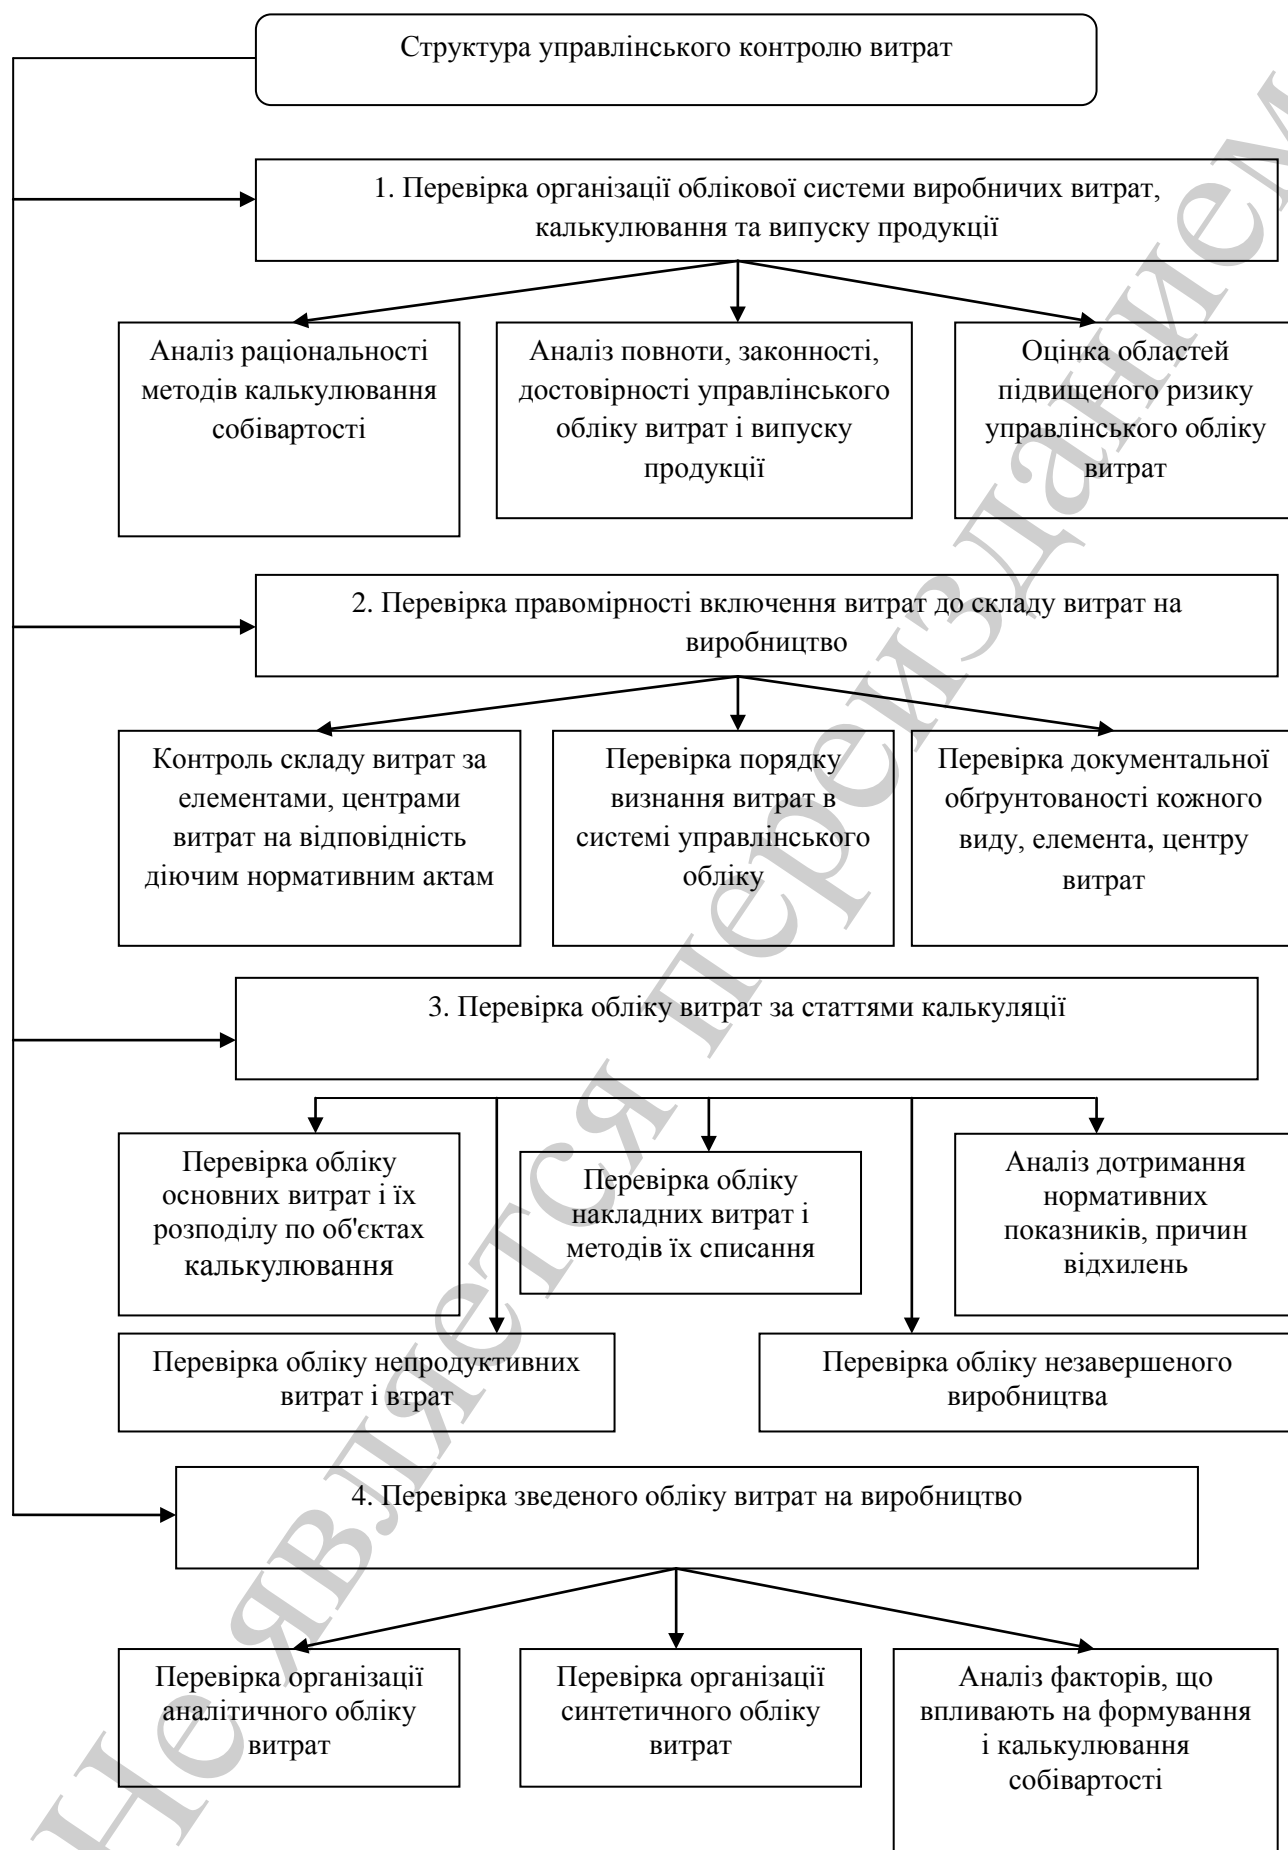 Структура управлінського контролю витрат
1. Перевірка організації облікової системи виробничих витрат,
калькулювання та випуску продукції
Аналіз раціональності
методів калькулювання
собівартості
Аналіз повноти, законності,
достовірності управлінського
обліку витрат і випуску
продукції
Оцінка областей
підвищеного ризику
управлінського обліку
витрат
2. Перевірка правомірності включення витрат до складу витрат на
виробництво
Контроль складу витрат за
елементами, центрами
витрат на відповідність
діючим нормативним актам
Перевірка порядку
визнання витрат в
системі управлінського
обліку
Перевірка документальної
обґрунтованості кожного
виду, елемента, центру
витрат
3. Перевірка обліку витрат за статтями калькуляції
Перевірка обліку
основних витрат і їх
розподілу по об'єктах
калькулювання
Перевірка обліку
накладних витрат і
методів їх списання
Аналіз дотримання
нормативних
показників, причин
відхилень
Перевірка обліку непродуктивних
витрат і втрат
Перевірка обліку незавершеного
виробництва
4. Перевірка зведеного обліку витрат на виробництво
Перевірка організації
аналітичного обліку
витрат
Перевірка організації
синтетичного обліку
витрат
Аналіз факторів, що
впливають на формування
і калькулювання
собівартості
Не является переизданием